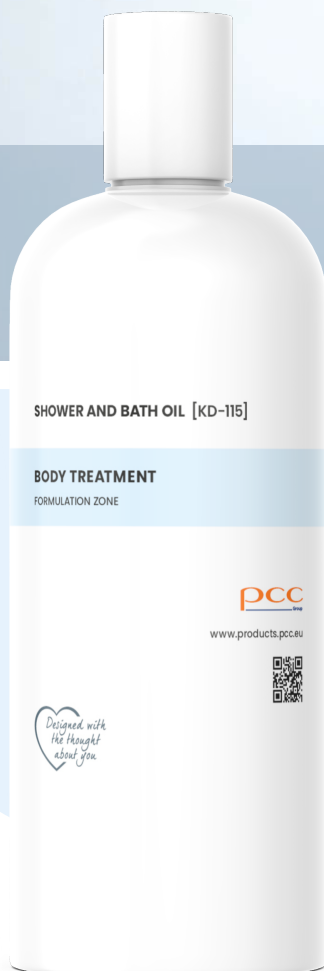 SHOWER AND BATH OIL [KD-115]
BODY TREATMENT
FORMULATION ZONE
pcc
Group
www.products.pcc.eu
Designed with
the thought
about you